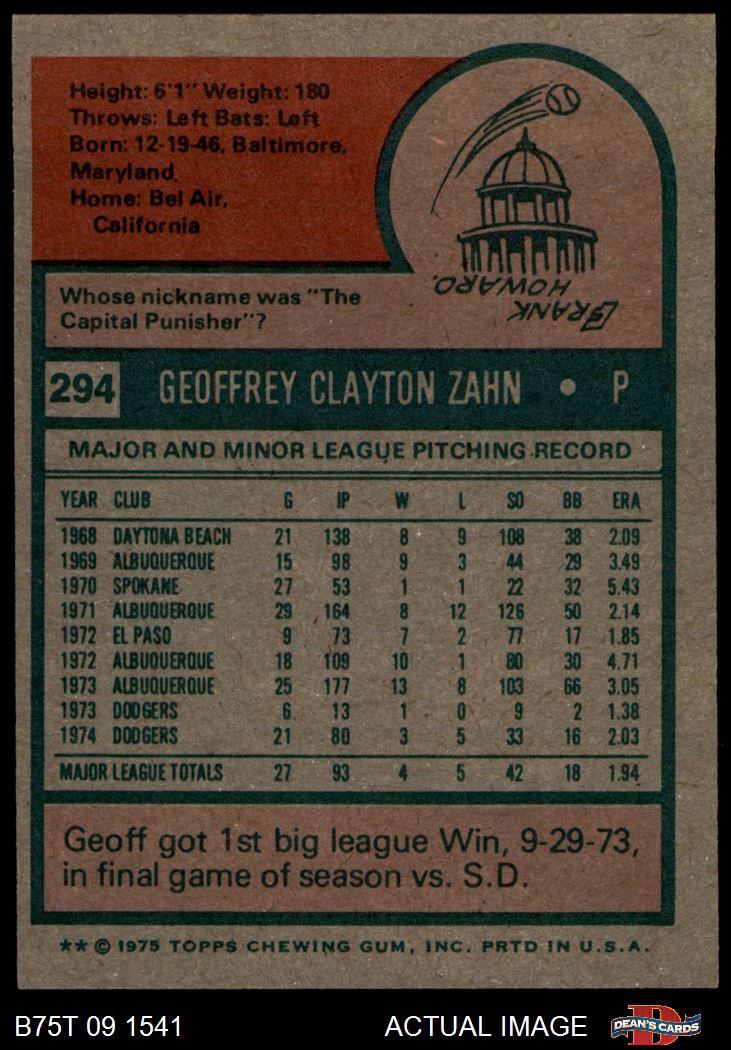 Height: 6'1" Weight: 180
Throws: Left Bats: Left
Born: 12-19-46, Baltimore,
Maryland
Home: Bel Air,
California
FRANK
HOWARD.
Whose nickname was "The
Capital Punisher"?
294 GEOFFREY CLAYTON ZAHN • P
MAJOR AND MINOR LEAGUE PITCHING RECORD
YEAR CLUB G IP W L SO BB ERA
1968 DAYTONA BEACH 21 138 8 9 108 38 2.09
1969 ALBUQUERQUE 15 98 9 3 44 29 3.49
1970 SPOKANE 27 53 1 1 22 32 5.43
1971 ALBUQUERQUE 29 164 8 12 126 50 2.14
1972 EL PASO 9 73 7 2 77 17 1.85
1972 ALBUQUERQUE 18 109 10 1 80 30 4.71
1973 ALBUQUERQUE 25 177 13 8 103 66 3.05
1973 DODGERS 6 13 1 0 9 2 1.38
1974 DODGERS 21 80 3 5 33 16 2.03
MAJOR LEAGUE TOTALS 27 93 4 5 42 18 1.94
Geoff got 1st big league Win, 9-29-73,
in final game of season vs. S.D.
** © 1975 TOPPS CHEWING GUM, INC. PRTD IN U.S.A.
B75T 09 1541 ACTUAL IMAGE DEAN'S CARDS